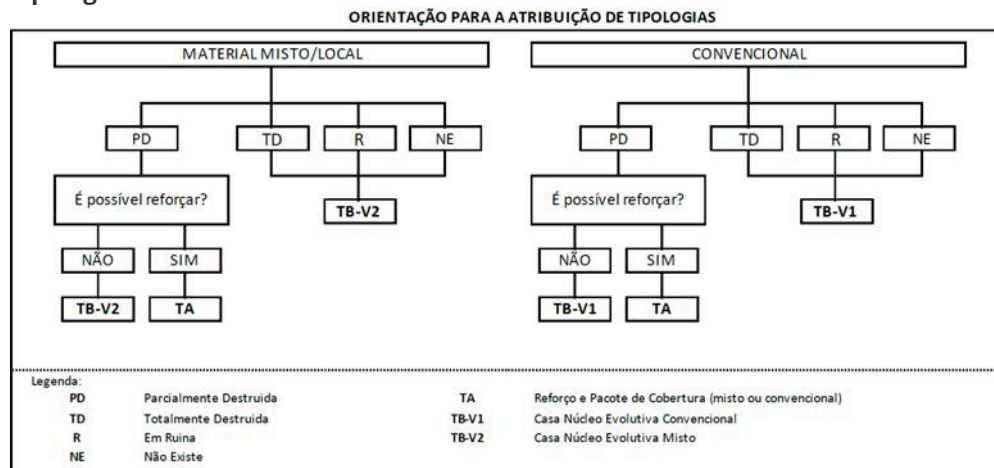 ORIENTAÇÃO PARA A ATRIBUIÇÃO DE TIPOLOGIAS
MATERIAL MISTO/LOCAL
PD TD R NE
É possível reforçar?
TB-V2
NÃO SIM
TB-V2 TA
CONVENCIONAL
PD TD R NE
É possível reforçar?
TB-V1
NÃO SIM
TB-V1 TA
Legenda:
PD Parcialmente Destruida
TD Totalmente Destruida
R Em Ruina
NE Não Existe
TA Reforço e Pacote de Cobertura (misto ou convencional)
TB-V1 Casa Núcleo Evolutiva Convencional
TB-V2 Casa Núcleo Evolutiva Misto